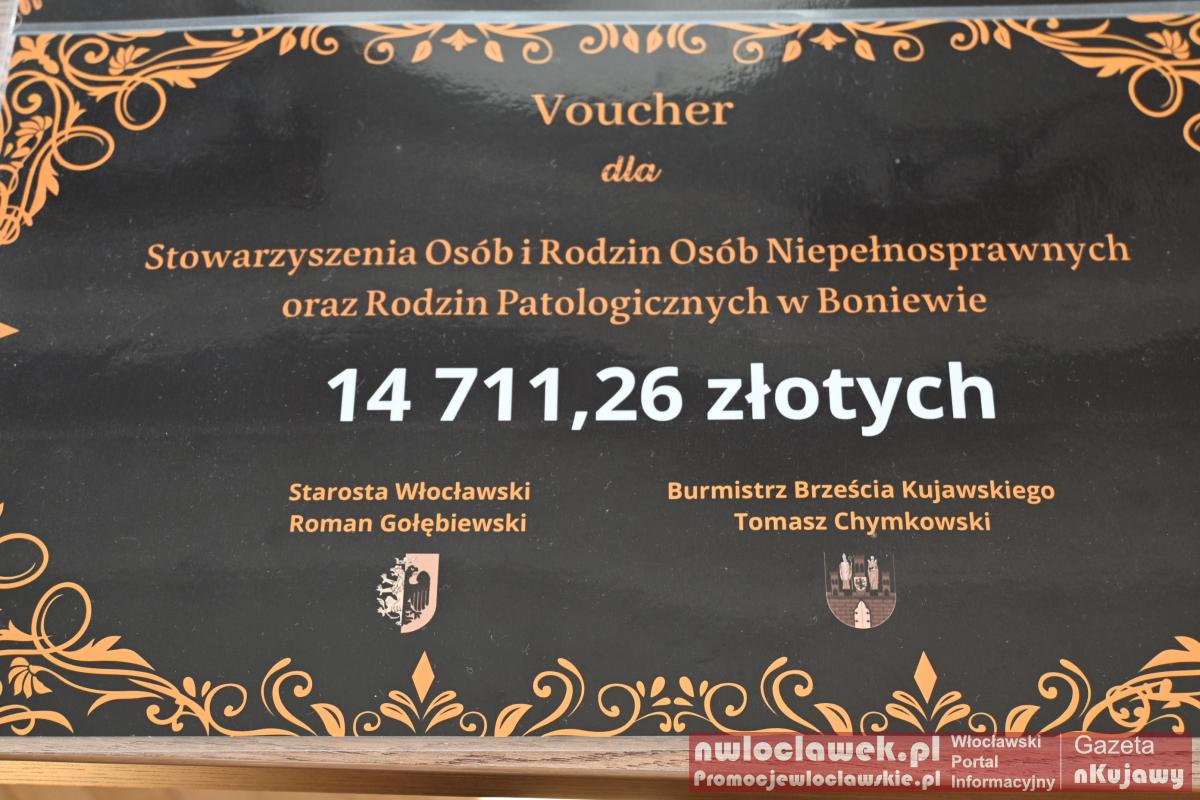 Voucher
dla
Stowarzyszenia Osób i Rodzin Osób Niepełnosprawnych
oraz Rodzin Patologicznych w Boniewie
14 711,26 złotych
Starosta Włocławski
Roman Gołębiewski
Burmistrz Brześcia Kujawskiego
Tomasz Chymkowski
nwloclawek.pl
Promocjewloclawskie.pl
Włocławski
Portal
Informacyjny
Gazeta
nKujawy